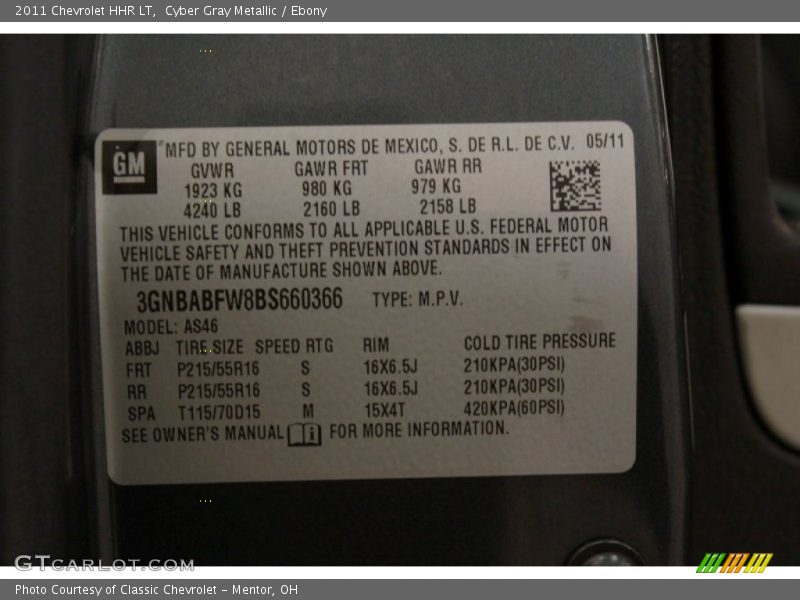 2011 Chevrolet HHR LT,  Cyber Gray Metallic / Ebony
GM
MFD BY GENERAL MOTORS DE MEXICO, S. DE R.L. DE C.V. 05/11
GVWR GAWR FRT GAWR RR
1923 KG 980 KG 979 KG
4240 LB 2160 LB 2158 LB
THIS VEHICLE CONFORMS TO ALL APPLICABLE U.S. FEDERAL MOTOR
VEHICLE SAFETY AND THEFT PREVENTION STANDARDS IN EFFECT ON
THE DATE OF MANUFACTURE SHOWN ABOVE.
3GNBABFW8BS660366 TYPE: M.P.V.
MODEL: AS46
ABBJ TIRE SIZE SPEED RTG RIM COLD TIRE PRESSURE
FRT P215/55R16 S 16X6.5J 210KPA(30PSI)
RR P215/55R16 S 16X6.5J 210KPA(30PSI)
SPA T115/70D15 M 15X4T 420KPA(60PSI)
SEE OWNER'S MANUAL i FOR MORE INFORMATION.
GTCARLOT.COM
Photo Courtesy of Classic Chevrolet - Mentor, OH